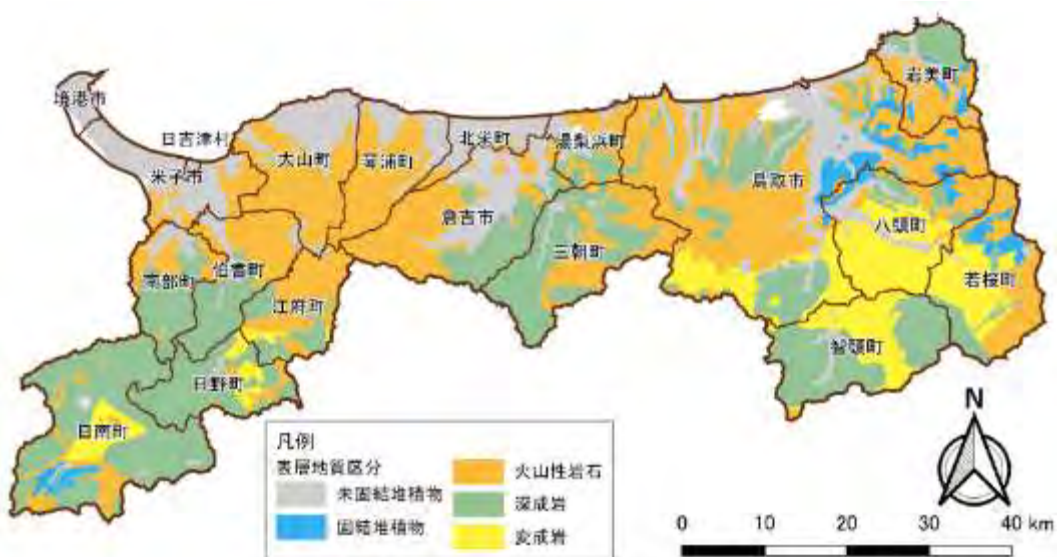 岩美町
境港市
日吉津村
北栄町
湯梨浜町
米子市
大山町
琴浦町
鳥取市
倉吉市
八頭町
三朝町
南部町
伯耆町
若桜町
江府町
智頭町
日野町
日南町
N
凡例
表層地質区分
未固結堆積物
固結堆積物
火山性岩石
深成岩
変成岩
0 10 20 30 40 km